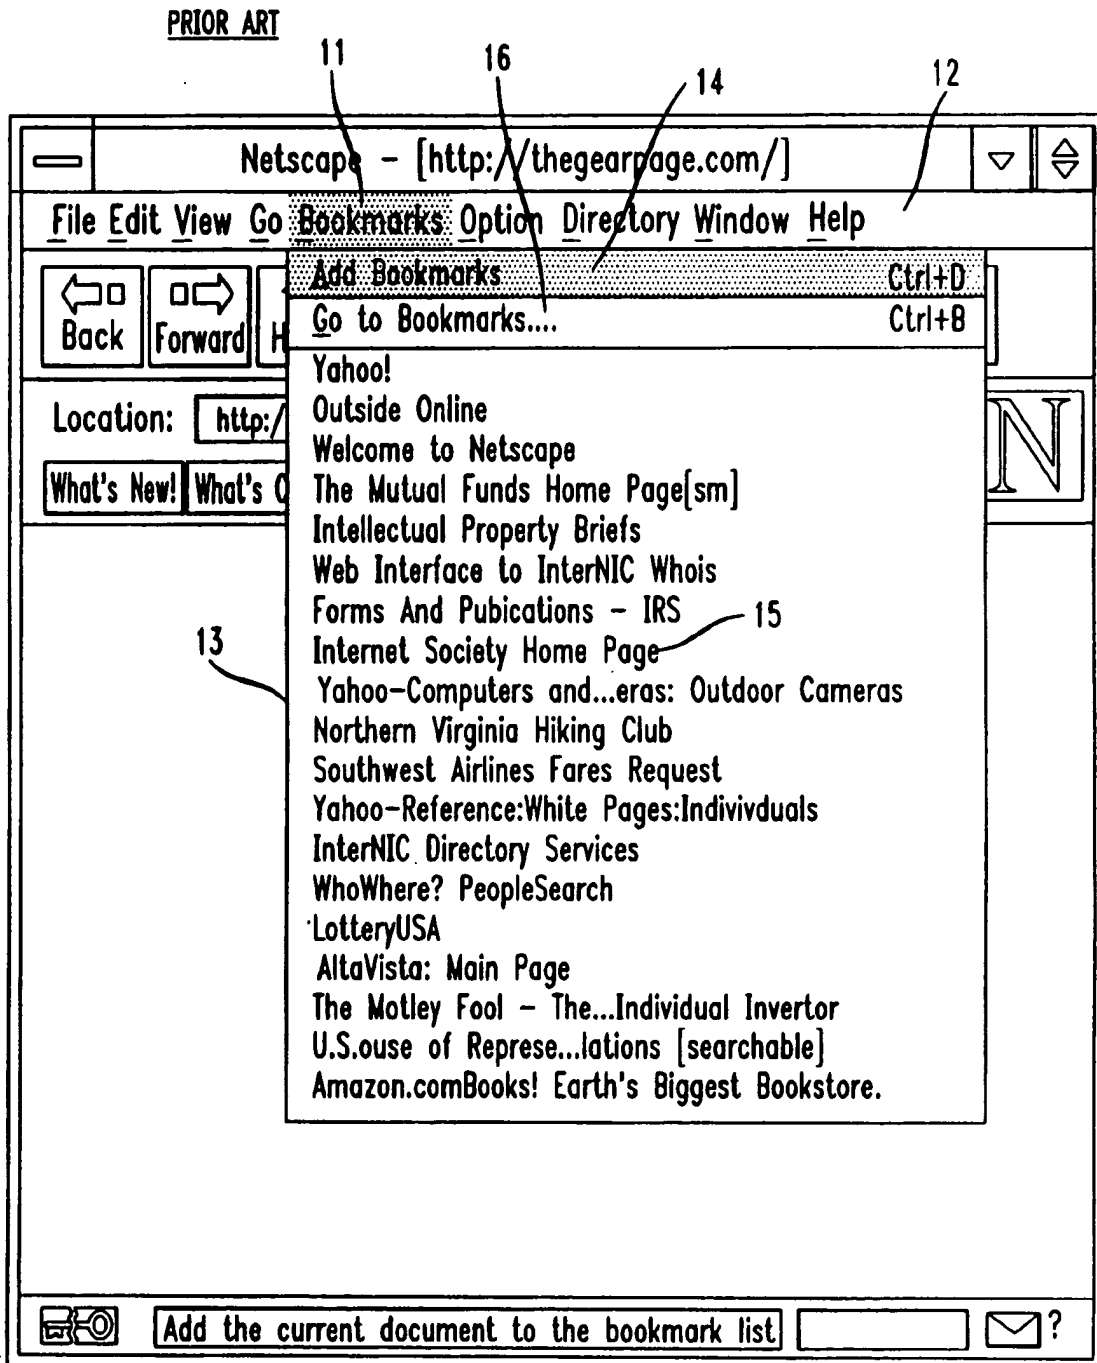 PRIOR ART
11
16
14
12
Netscape - [http://thegearpage.com/]
File Edit View Go Bookmarks Option Directory Window Help
Add Bookmarks Ctrl+D
Go to Bookmarks.... Ctrl+B
Back Forward H
Yahoo!
Location: http:/
Outside Online
N
Welcome to Netscape
What's New! What's
The Mutual Funds Home Page[sm]
Intellectual Property Briefs
Web Interface to InterNIC Whois
Forms And Pubications - IRS
15
13
Internet Society Home Page
Yahoo-Computers and...eras: Outdoor Cameras
Northern Virginia Hiking Club
Southwest Airlines Fares Request
Yahoo-Reference:White Pages:Indivivduals
InterNIC Directory Services
WhoWhere? PeopleSearch
LotteryUSA
AltaVista: Main Page
The Motley Fool - The...Individual Invertor
U.S.ouse of Represe...lations [searchable]
Amazon.comBooks! Earth's Biggest Bookstore.
Add the current document to the bookmark list
?